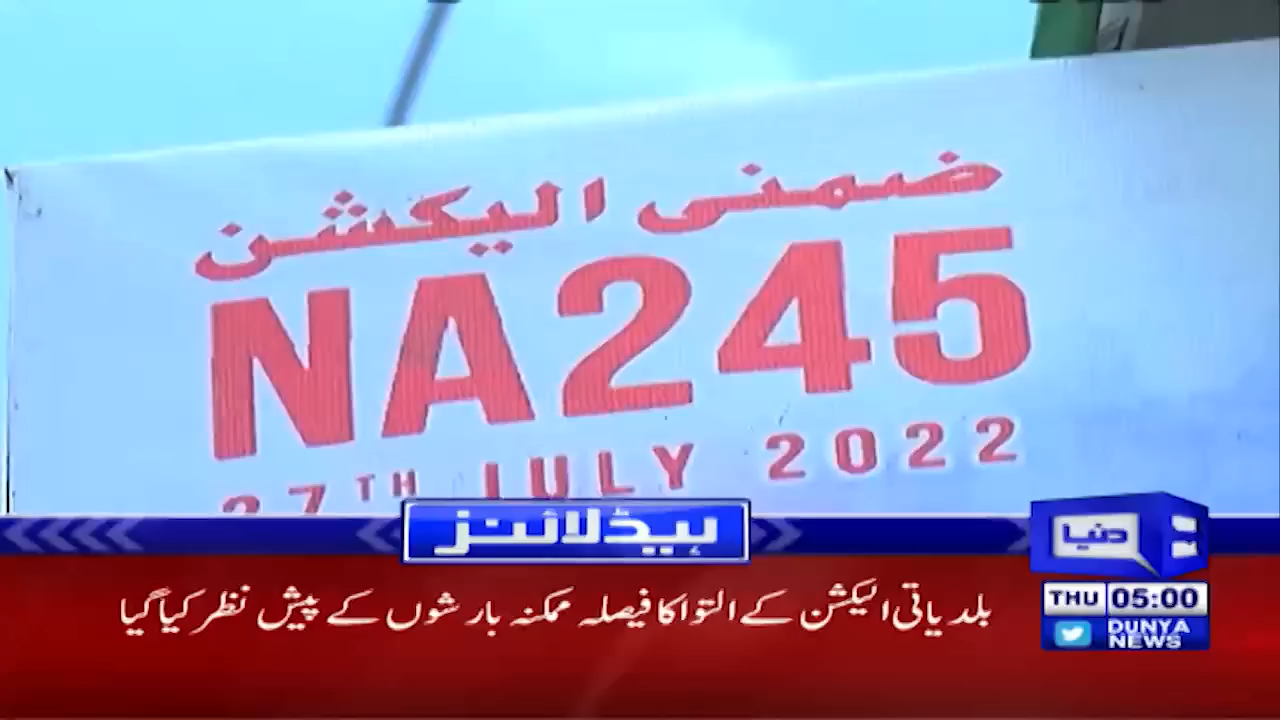 ضمنی الیکشن
NA245
27TH JULY 2022
ہیڈلائنز
بلدیاتی الیکشن کے التوا کا فیصلہ ممکنہ بارشوں کے پیش نظر کیا گیا
دنیا
THU 05:00
DUNYA
NEWS